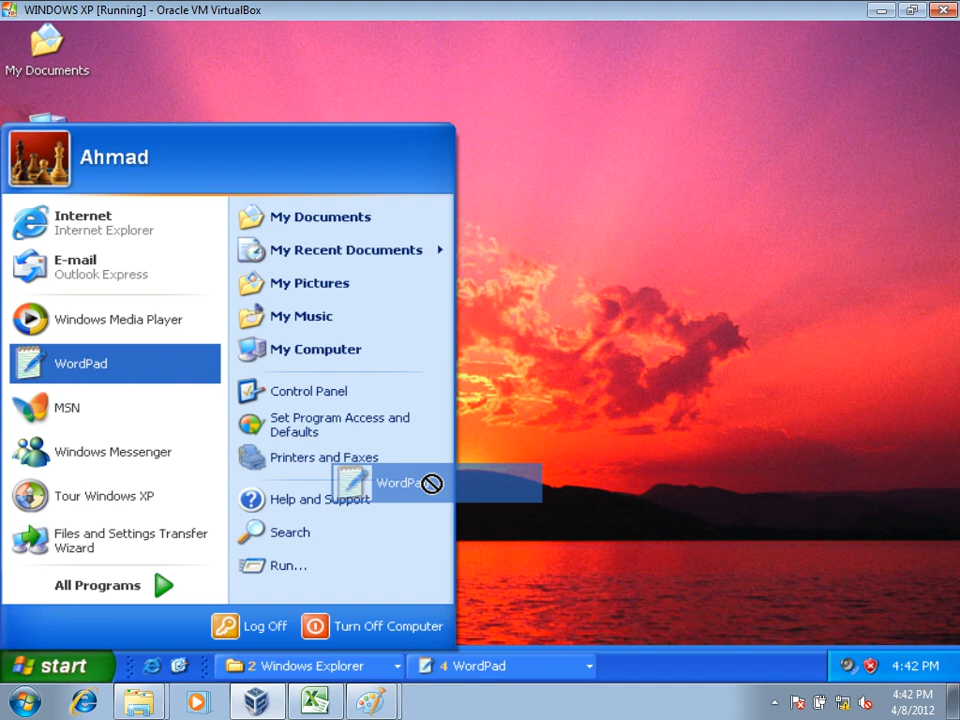 WINDOWS XP [Running] - Oracle VM VirtualBox
My Documents
Ahmad
Internet
Internet Explorer
E-mail
Outlook Express
Windows Media Player
WordPad
MSN
Windows Messenger
Tour Windows XP
Files and Settings Transfer
Wizard
All Programs
My Documents
My Recent Documents
My Pictures
My Music
My Computer
Control Panel
Set Program Access and
Defaults
Printers and Faxes
Help and Support
Search
Run...
Log Off
Turn Off Computer
start
2 Windows Explorer
4 WordPad
4:42 PM
4:42 PM
4/8/2012